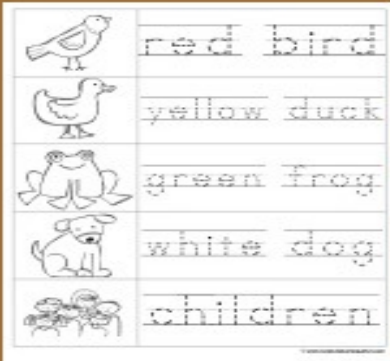 red bird
yellow duck
green frog
white dog
children